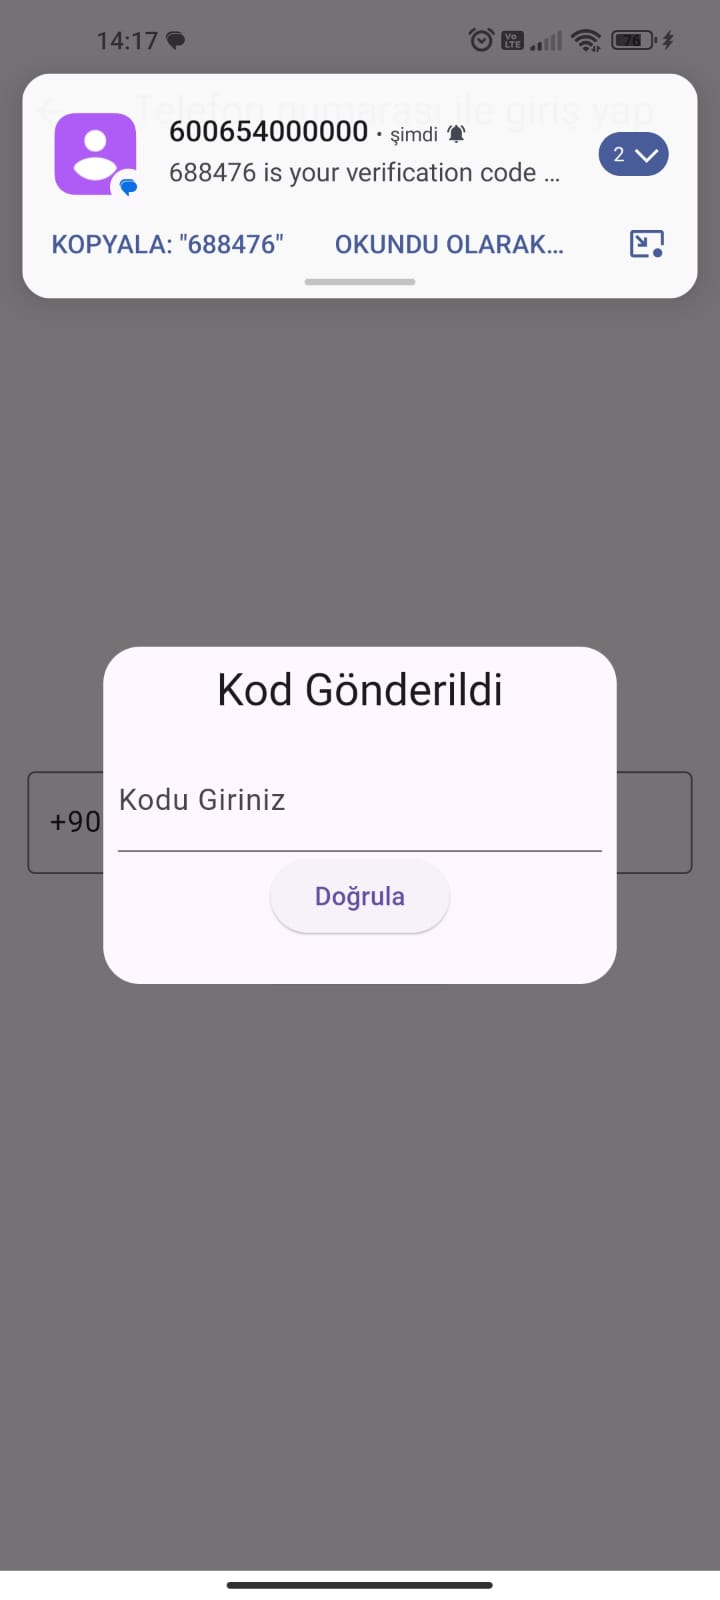 14:17
Vo LTE
76
Telefon numarası ile giriş yap
600654000000 · şimdi
688476 is your verification code ...
2
KOPYALA: "688476" OKUNDU OLARAK...
Kod Gönderildi
Kodu Giriniz
+90
Doğrula